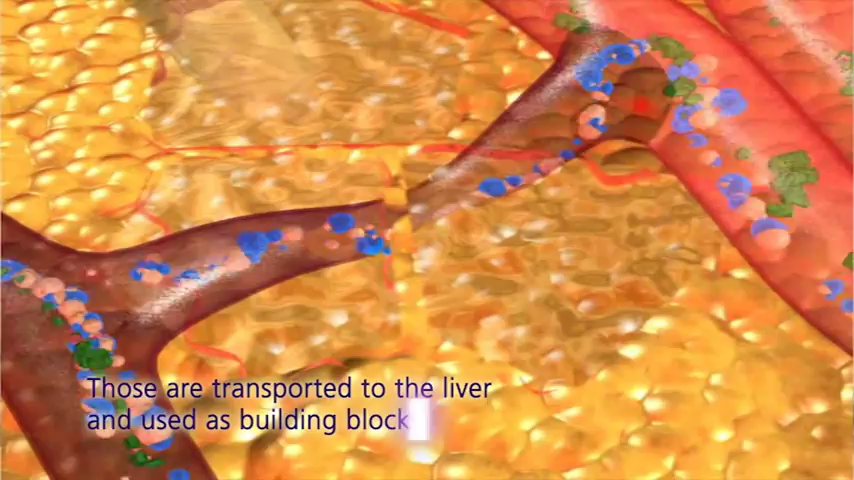 Those are transported to the liver
and used as building block